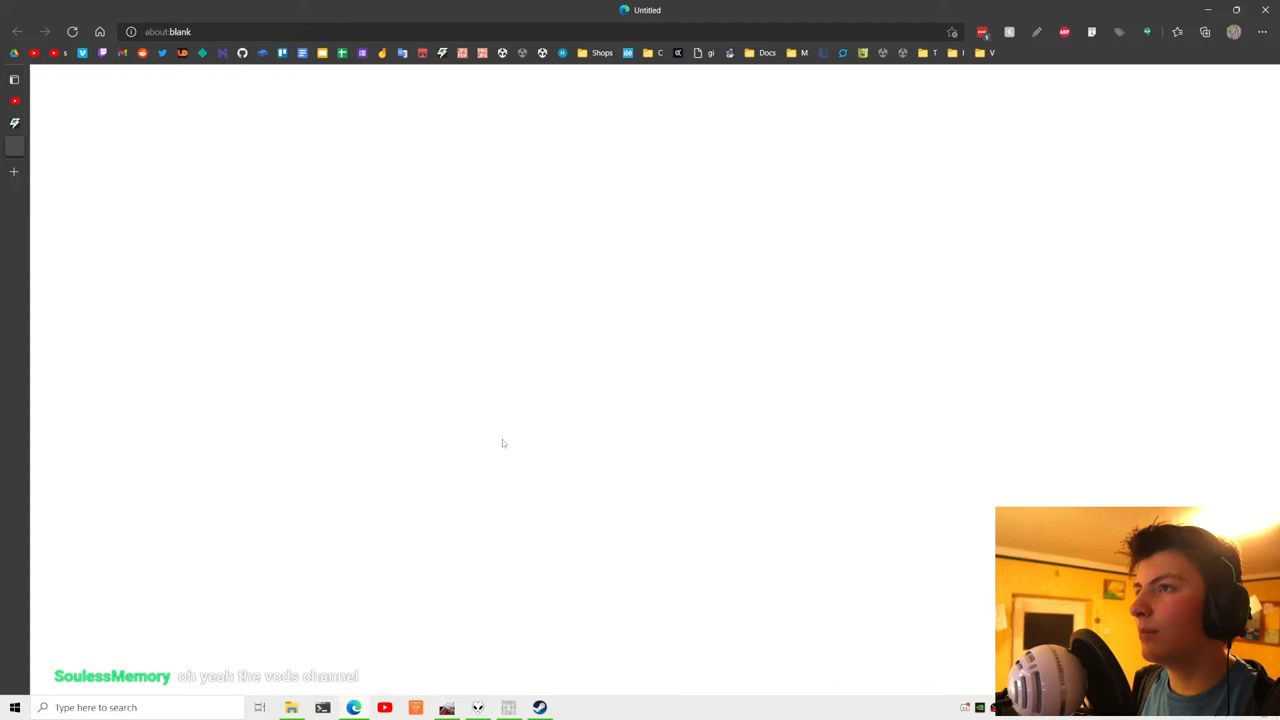 Untitled
about:blank
s
Shops
C
gi
Docs
M
T
I
V
SoulessMemory oh yeah the vods channel
Type here to search